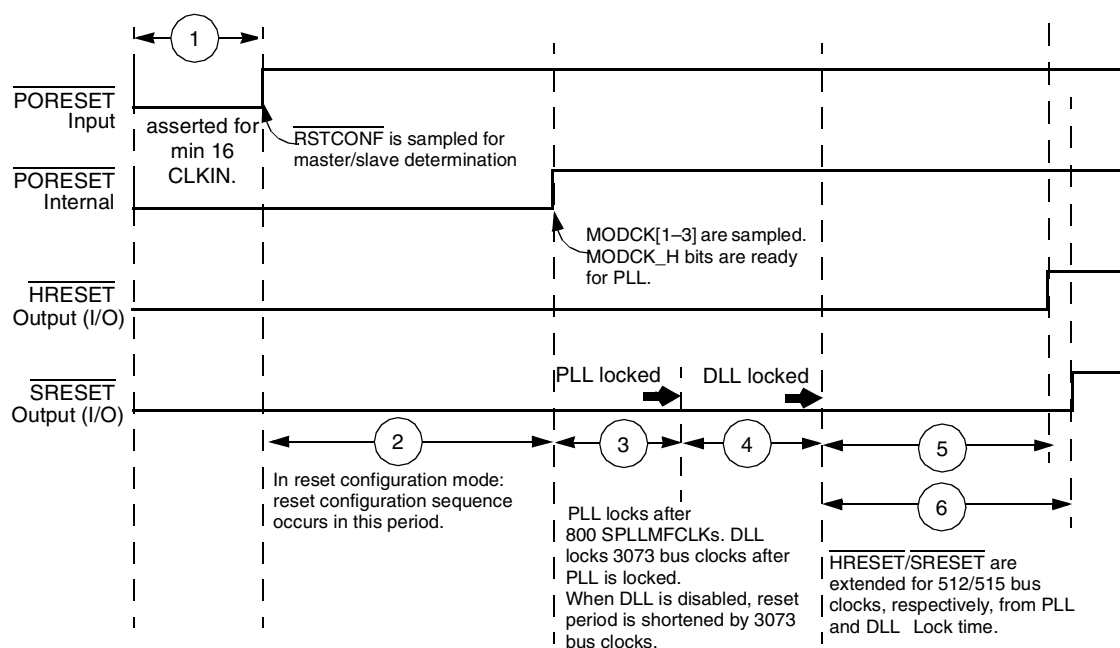 1
PORESET
Input
asserted for
min 16
CLKIN.
RSTCONF is sampled for
master/slave determination
PORESET
Internal
MODCK[1–3] are sampled.
MODCK_H bits are ready
for PLL.
HRESET
Output (I/O)
PLL locked
DLL locked
SRESET
Output (I/O)
2
3
4
5
In reset configuration mode:
reset configuration sequence
occurs in this period.
6
PLL locks after
800 SPLLMFCLKs. DLL
locks 3073 bus clocks after
PLL is locked.
When DLL is disabled, reset
period is shortened by 3073
bus clocks.
HRESET/SRESET are
extended for 512/515 bus
clocks, respectively, from PLL
and DLL Lock time.